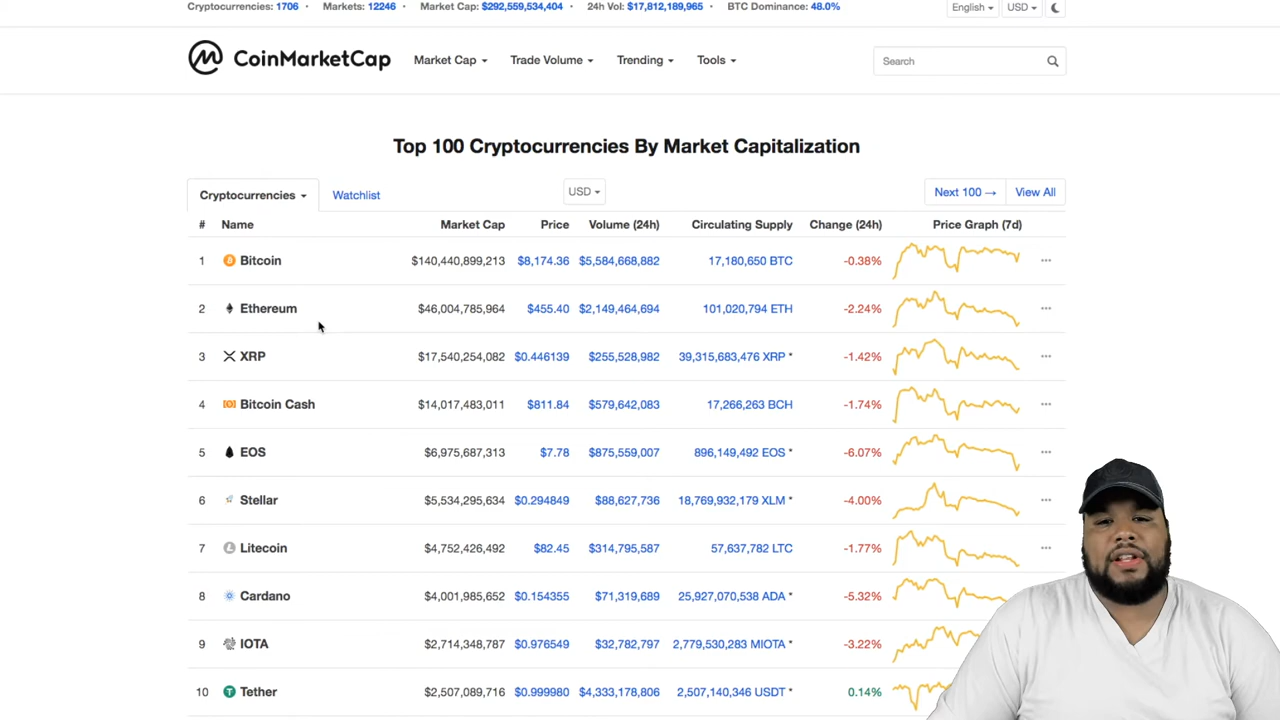 Cryptocurrencies: 1706 • Markets: 12246 • Market Cap: $292,559,534,404 • 24h Vol: $17,812,189,965 • BTC Dominance: 48.0% English USD
CoinMarketCap Market Cap Trade Volume Trending Tools Search
Top 100 Cryptocurrencies By Market Capitalization
Cryptocurrencies Watchlist USD Next 100 → View All
# Name Market Cap Price Volume (24h) Circulating Supply Change (24h) Price Graph (7d)
1 Bitcoin $140,440,899,213 $8,174.36 $5,584,668,882 17,180,650 BTC -0.38%
2 Ethereum $46,004,785,964 $455.40 $2,149,464,694 101,020,794 ETH -2.24%
3 XRP $17,540,254,082 $0.446139 $255,528,982 39,315,683,476 XRP * -1.42%
4 Bitcoin Cash $14,017,483,011 $811.84 $579,642,083 17,266,263 BCH -1.74%
5 EOS $6,975,687,313 $7.78 $875,559,007 896,149,492 EOS * -6.07%
6 Stellar $5,534,295,634 $0.294849 $88,627,736 18,769,932,179 XLM * -4.00%
7 Litecoin $4,752,426,492 $82.45 $314,795,587 57,637,782 LTC -1.77%
8 Cardano $4,001,985,652 $0.154355 $71,319,689 25,927,070,538 ADA * -5.32%
9 IOTA $2,714,348,787 $0.976549 $32,782,797 2,779,530,283 MIOTA * -3.22%
10 Tether $2,507,089,716 $0.999980 $4,333,178,806 2,507,140,346 USDT * 0.14%